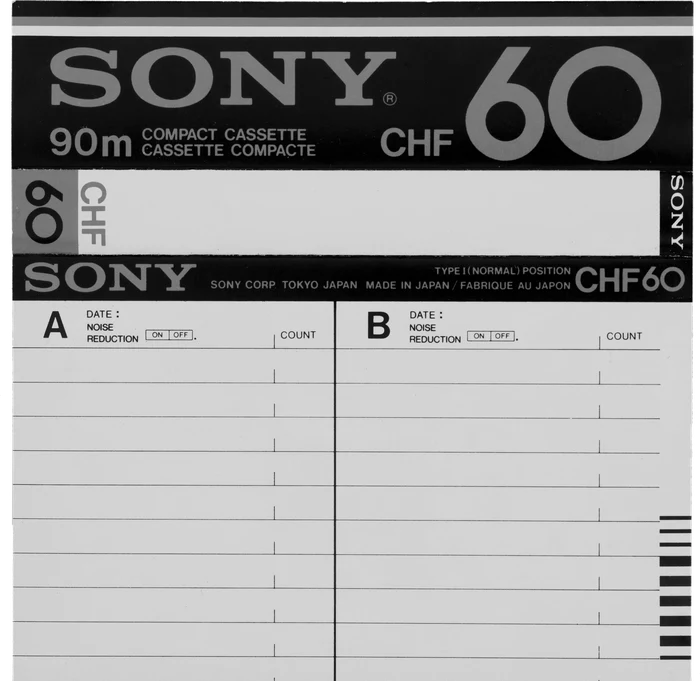 SONY® 60
90m COMPACT CASSETTE
CASSETTE COMPACTE CHF
60 CHF SONY
SONY TYPE I (NORMAL) POSITION
SONY CORP TOKYO JAPAN MADE IN JAPAN / FABRIQUE AU JAPON CHF60
A DATE :
NOISE
REDUCTION ON OFF . COUNT
B DATE :
NOISE
REDUCTION ON OFF . COUNT